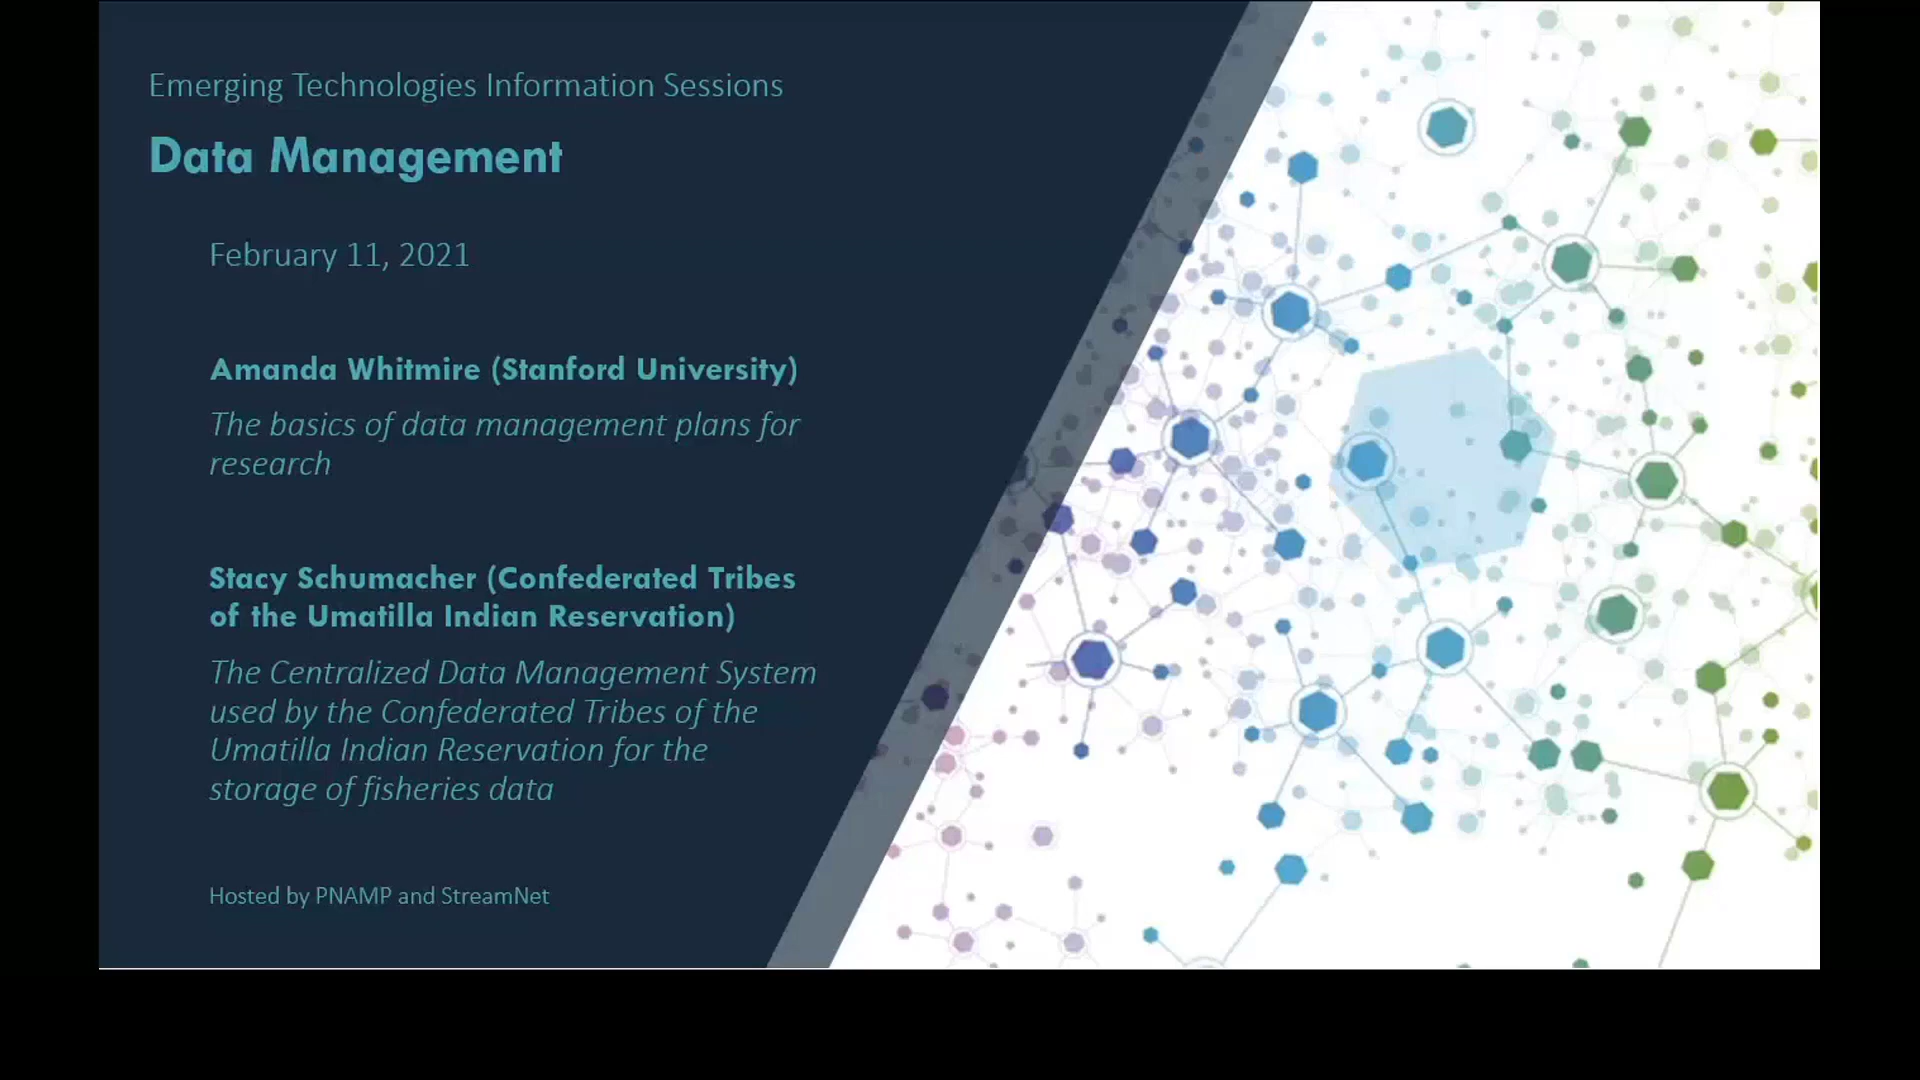 Emerging Technologies Information Sessions
Data Management
February 11, 2021
Amanda Whitmire (Stanford University)
The basics of data management plans for
research
Stacy Schumacher (Confederated Tribes
of the Umatilla Indian Reservation)
The Centralized Data Management System
used by the Confederated Tribes of the
Umatilla Indian Reservation for the
storage of fisheries data
Hosted by PNAMP and StreamNet